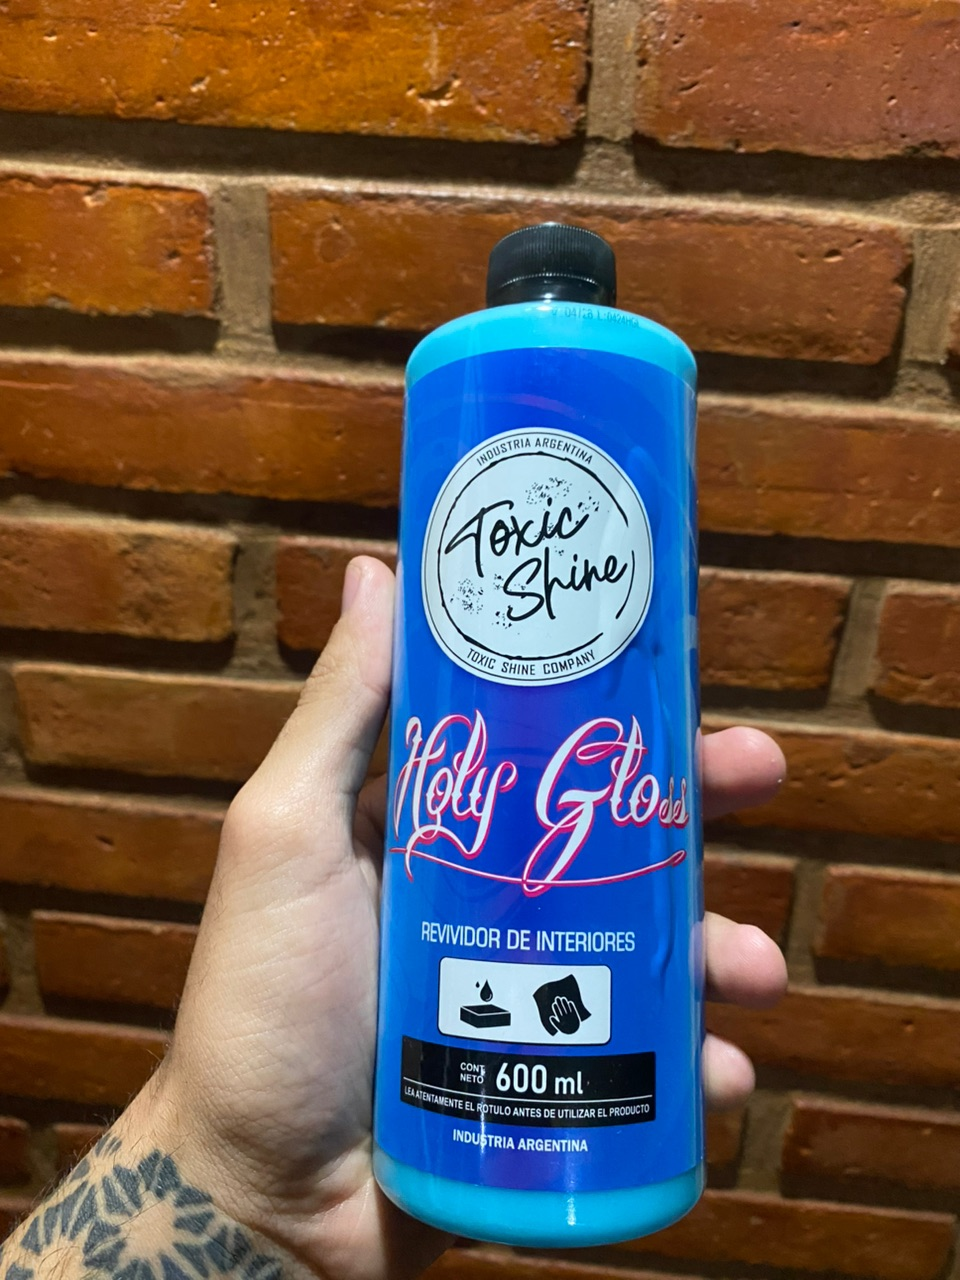 INDUSTRIA ARGENTINA
Toxic
Shine
TOXIC SHINE COMPANY
Holy Gloss
REVIVIDOR DE INTERIORES
CONT. NETO 600 ml
LEA ATENTAMENTE EL ROTULO ANTES DE UTILIZAR EL PRODUCTO
INDUSTRIA ARGENTINA